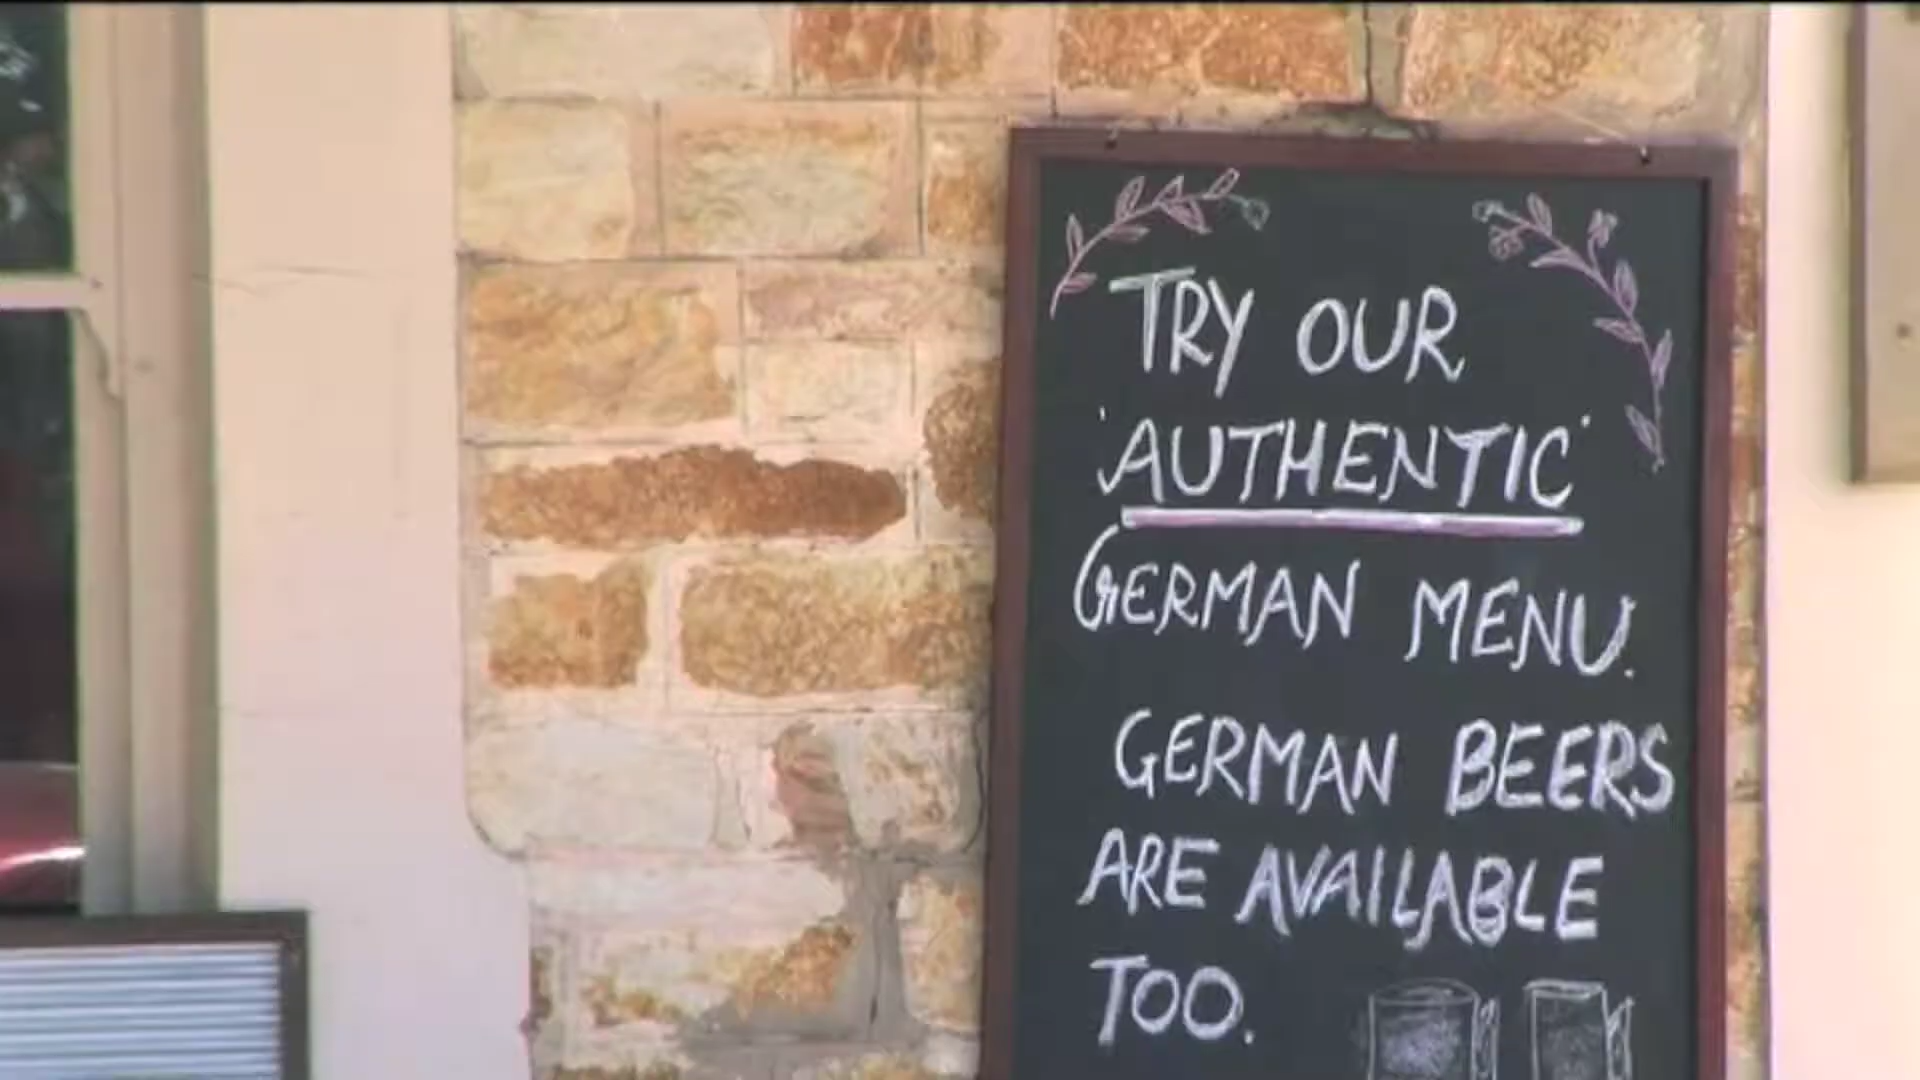 TRY OUR
'AUTHENTIC'
GERMAN MENU.
GERMAN BEERS
ARE AVAILABLE
TOO.